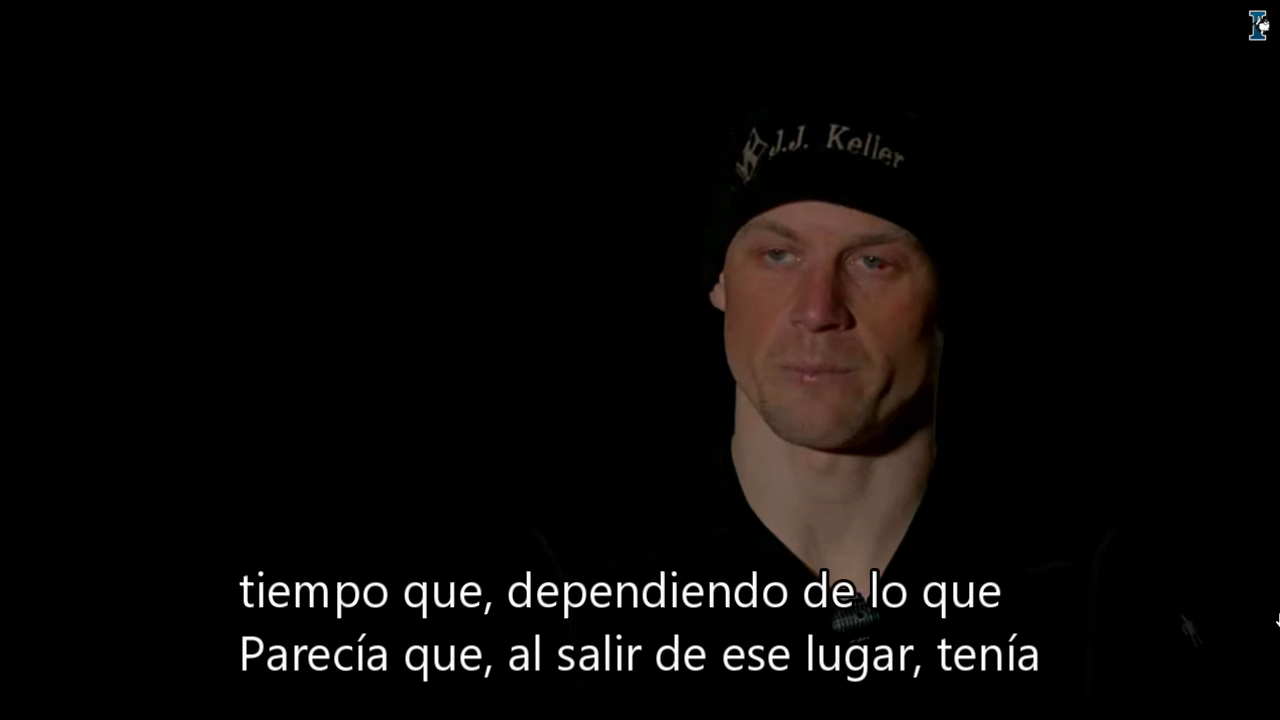 J.J. Keller
tiempo que, dependiendo de lo que
Parecía que, al salir de ese lugar, tenía